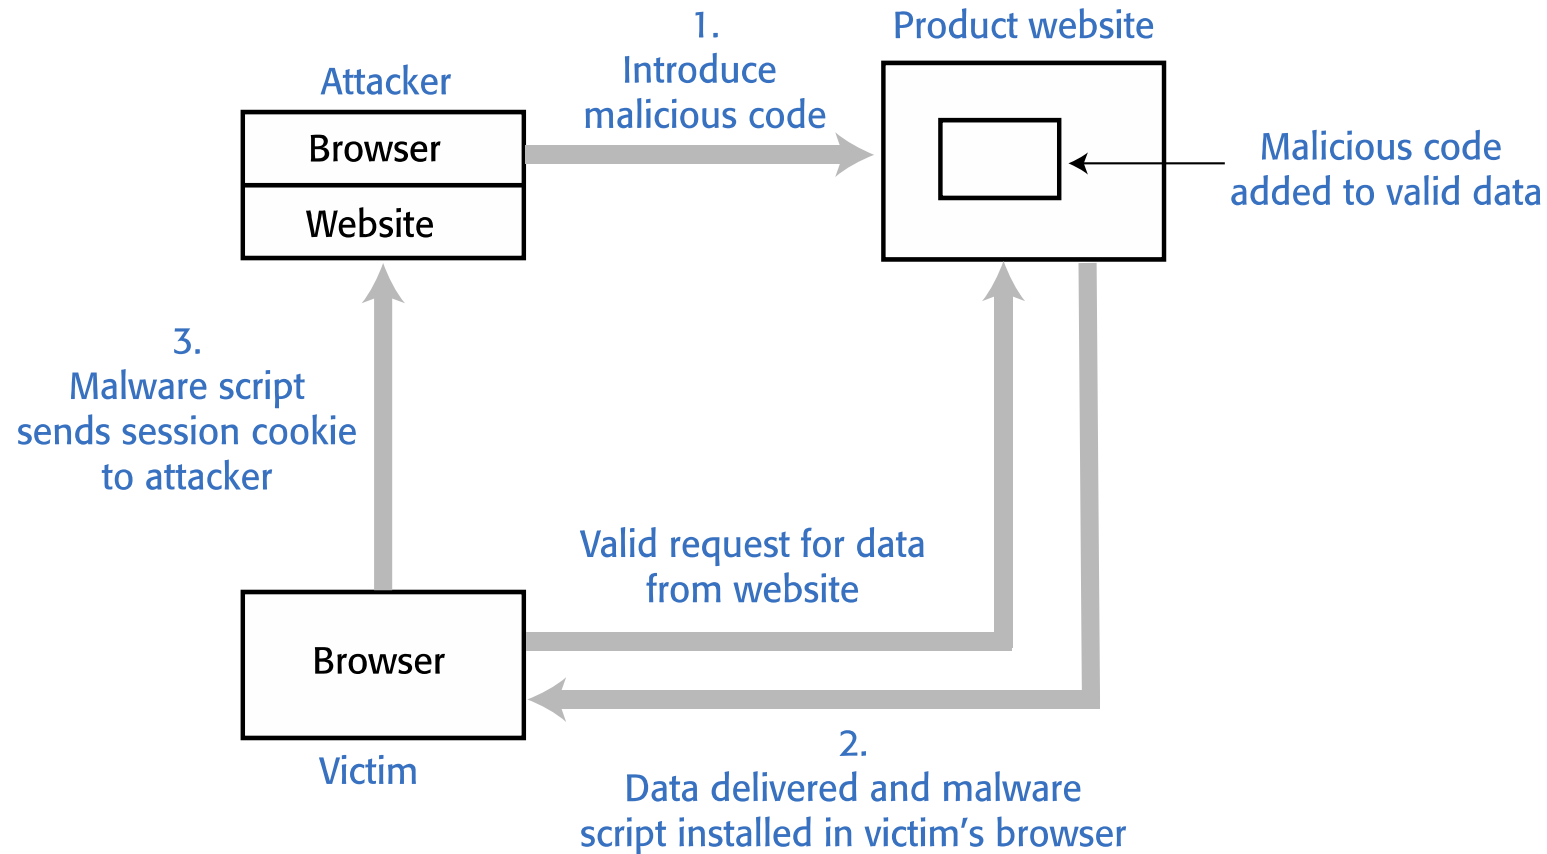 1.
Introduce
malicious code
Product website
Attacker
Browser
Website
Malicious code
added to valid data
3.
Malware script
sends session cookie
to attacker
Valid request for data
from website
Browser
Victim
2.
Data delivered and malware
script installed in victim’s browser